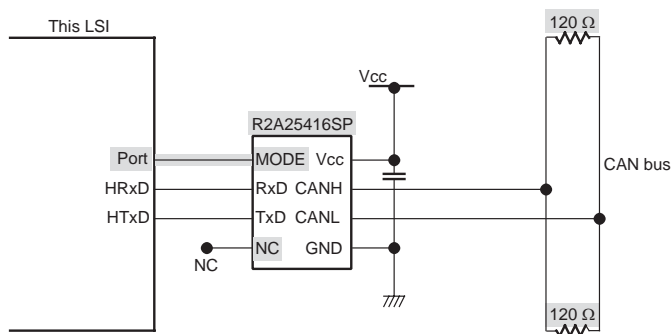 This LSI
120 Ω
Vcc
R2A25416SP
Port
MODE
Vcc
CAN bus
HRxD
RxD
CANH
HTxD
TxD
CANL
NC
GND
NC
120 Ω